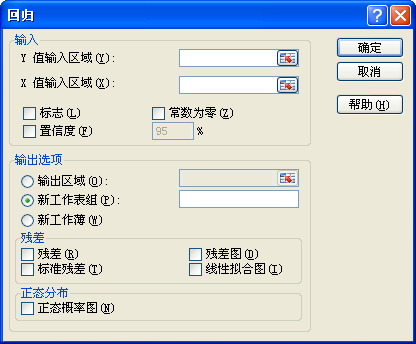 回归
输入
Y 值输入区域(Y):
X 值输入区域(X):
标志(L) 常数为零(Z)
置信度(F) 95 %
输出选项
输出区域(O):
新工作表组(P):
新工作薄(W)
残差
残差(R) 残差图(D)
标准残差(T) 线性拟合图(I)
正态分布
正态概率图(N)
确定
取消
帮助(H)